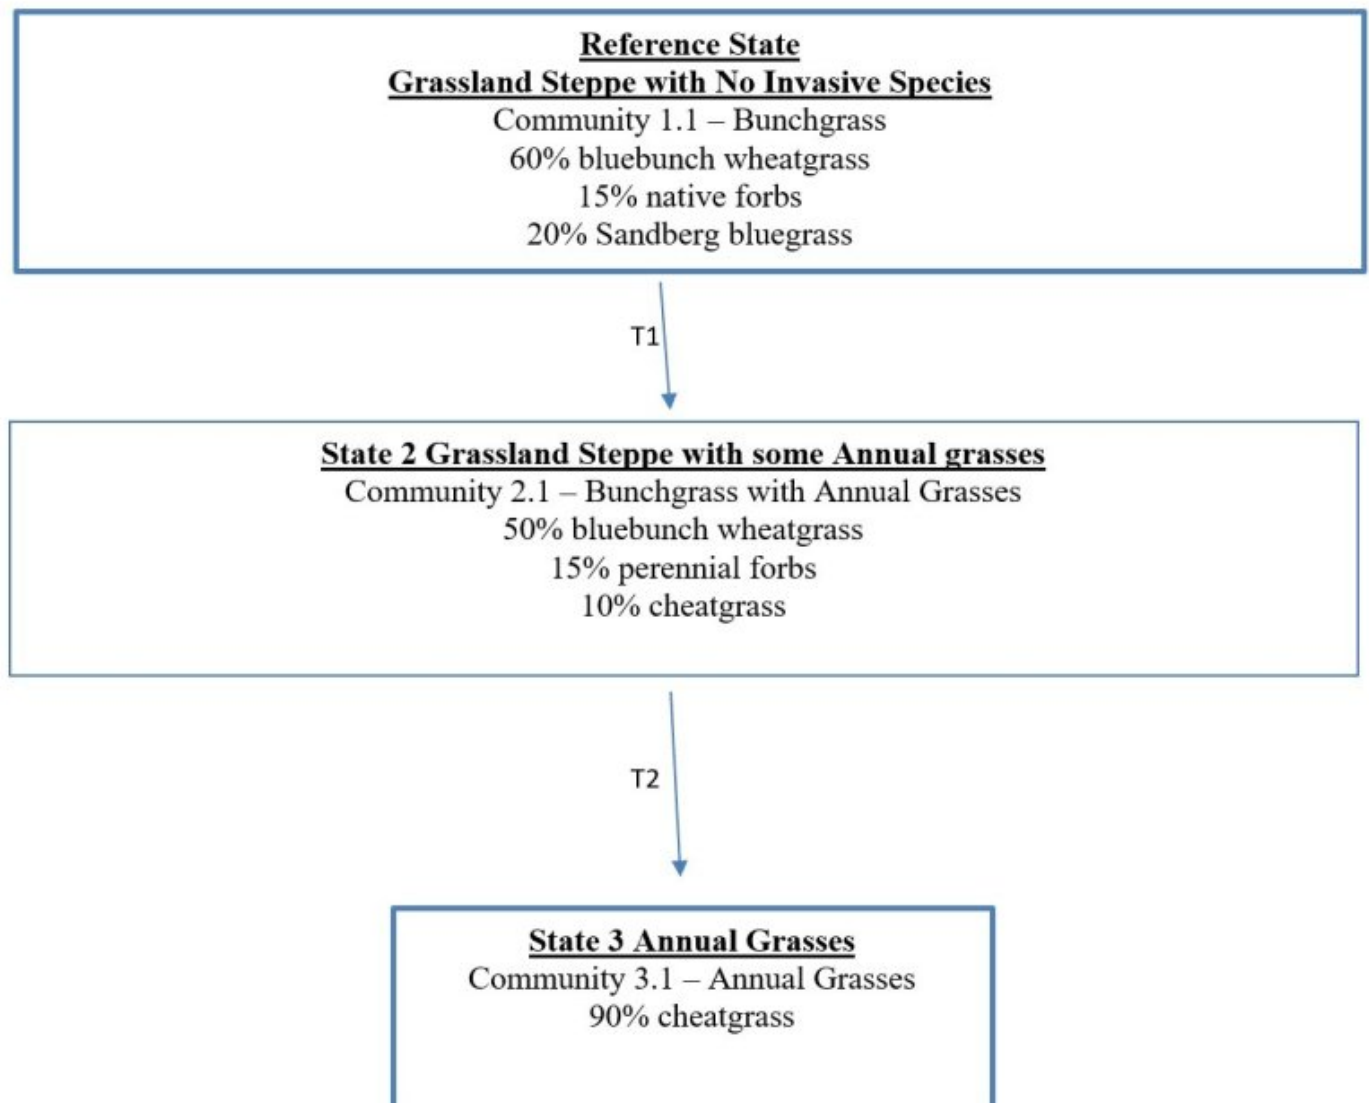 Reference State
Grassland Steppe with No Invasive Species
Community 1.1 – Bunchgrass
60% bluebunch wheatgrass
15% native forbs
20% Sandberg bluegrass
T1
State 2 Grassland Steppe with some Annual grasses
Community 2.1 – Bunchgrass with Annual Grasses
50% bluebunch wheatgrass
15% perennial forbs
10% cheatgrass
T2
State 3 Annual Grasses
Community 3.1 – Annual Grasses
90% cheatgrass